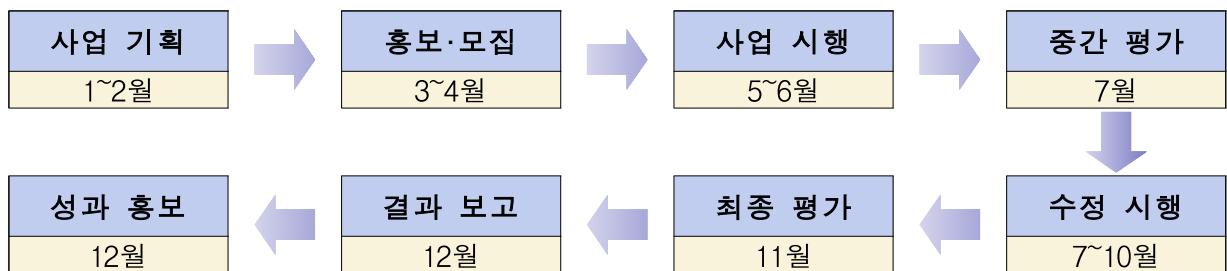 사업 기획
1~2월
홍보·모집
3~4월
사업 시행
5~6월
중간 평가
7월
수정 시행
7~10월
최종 평가
11월
결과 보고
12월
성과 홍보
12월